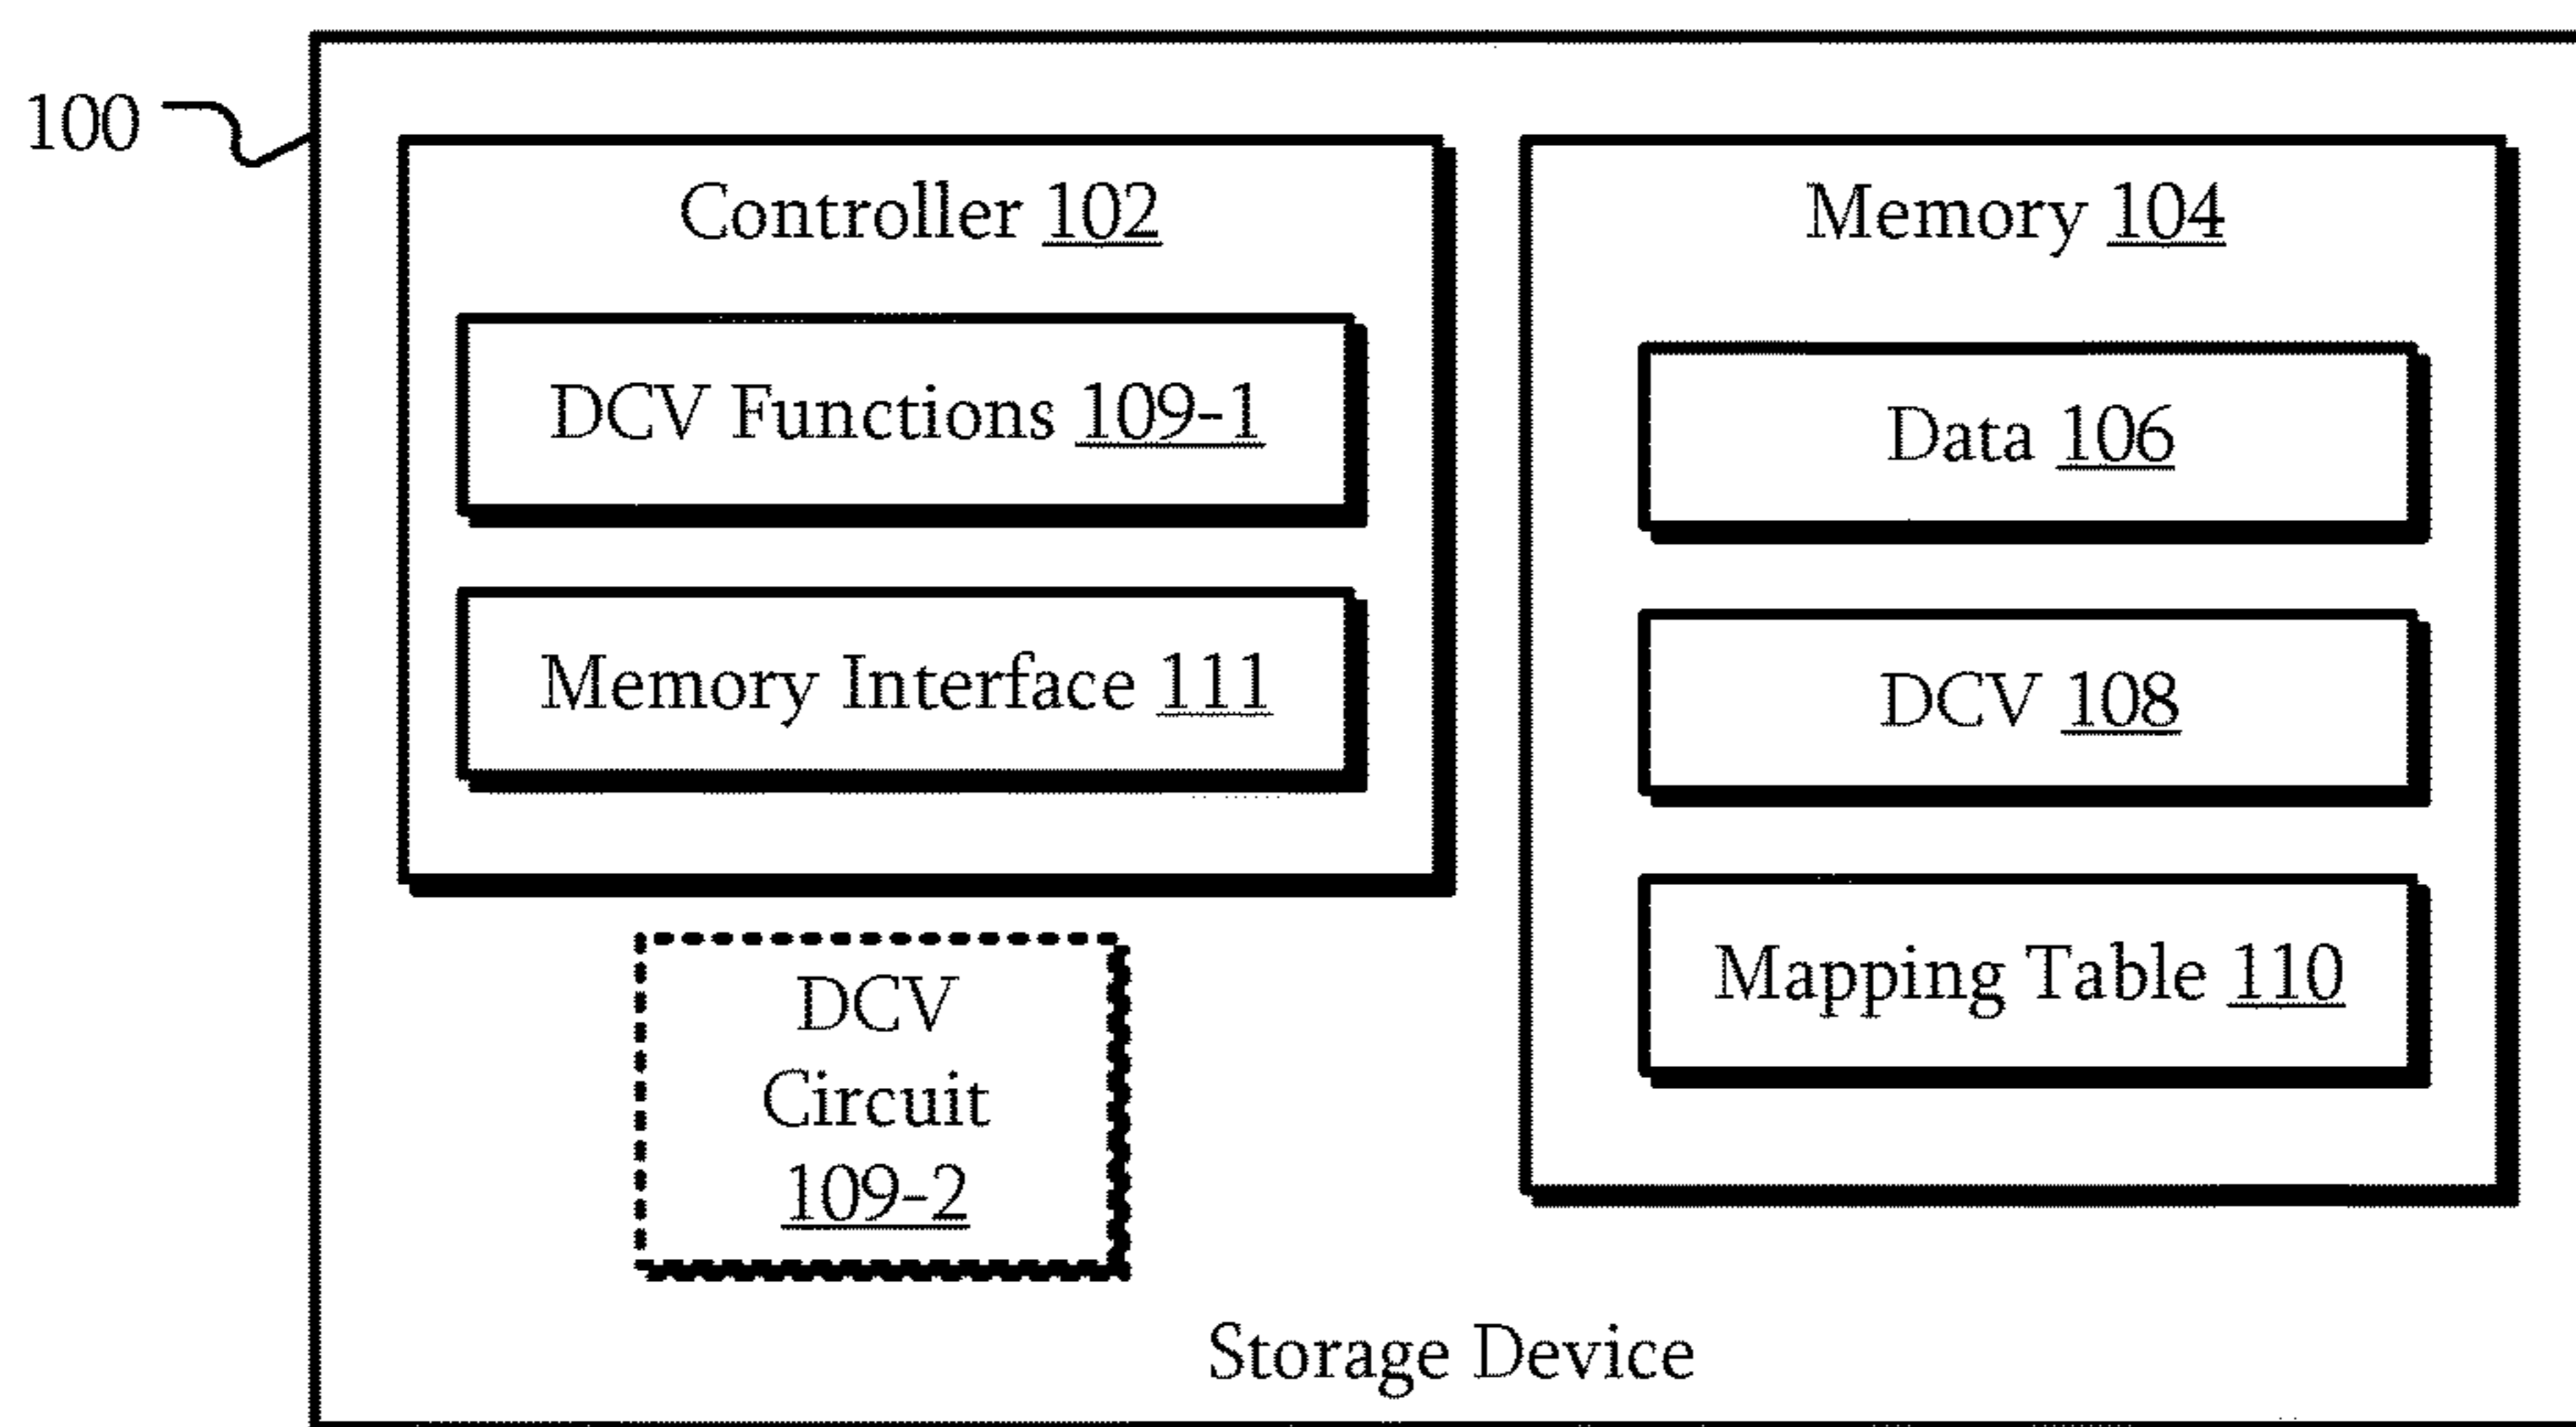 100
Controller 102
DCV Functions 109-1
Memory Interface 111
DCV
Circuit
109-2
Memory 104
Data 106
DCV 108
Mapping Table 110
Storage Device